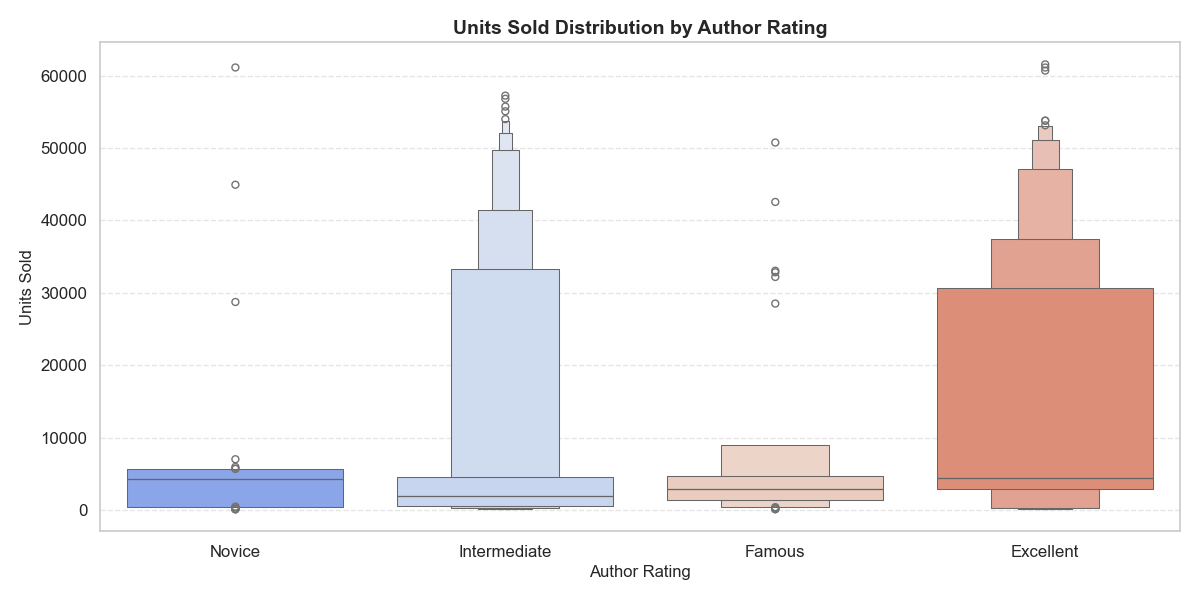 Units Sold Distribution by Author Rating
Units Sold
60000
50000
40000
30000
20000
10000
0
Novice
Intermediate
Famous
Excellent
Author Rating